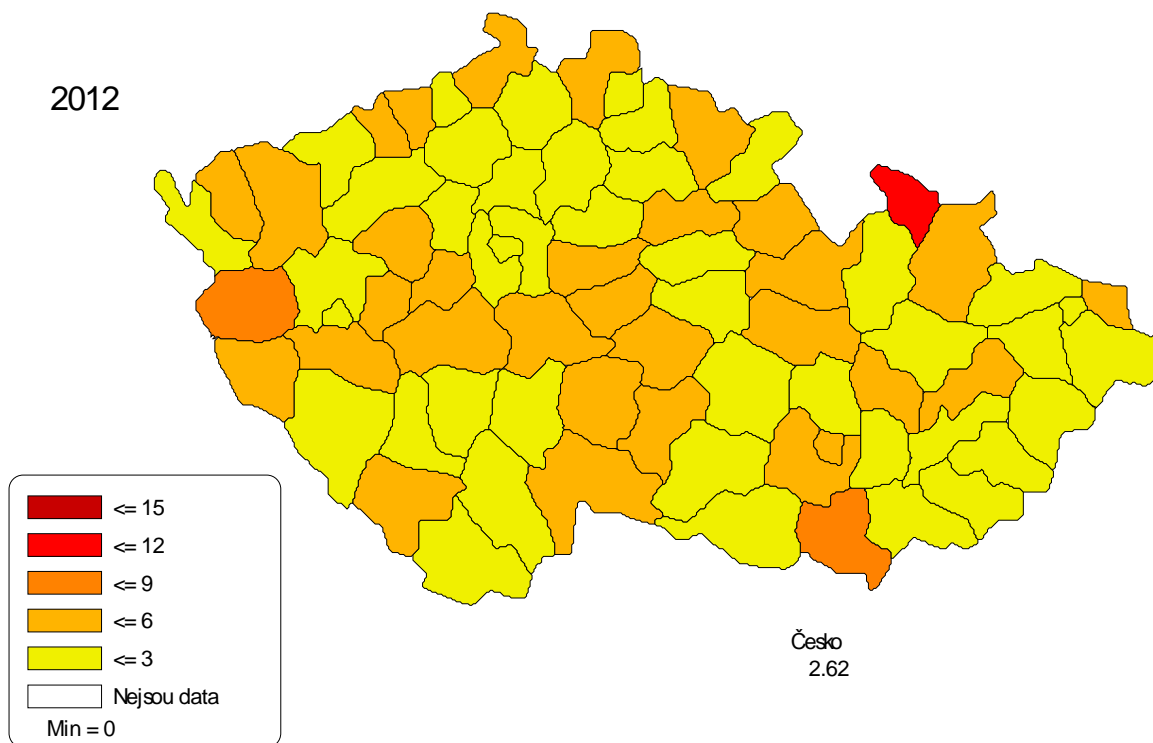 2012
<= 15
<= 12
<= 9
<= 6
<= 3
Nejsou data
Min = 0
Česko
2.62